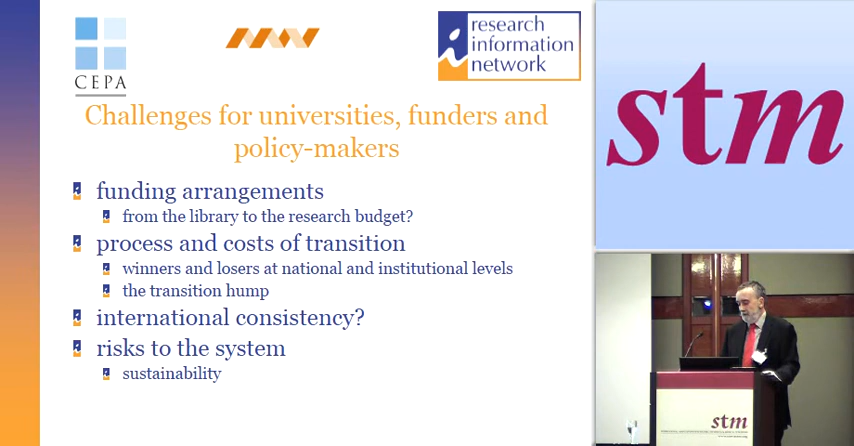 CEPA
research
information
network
Challenges for universities, funders and
policy-makers
funding arrangements
from the library to the research budget?
process and costs of transition
winners and losers at national and institutional levels
the transition hump
international consistency?
risks to the system
sustainability
stm
stm